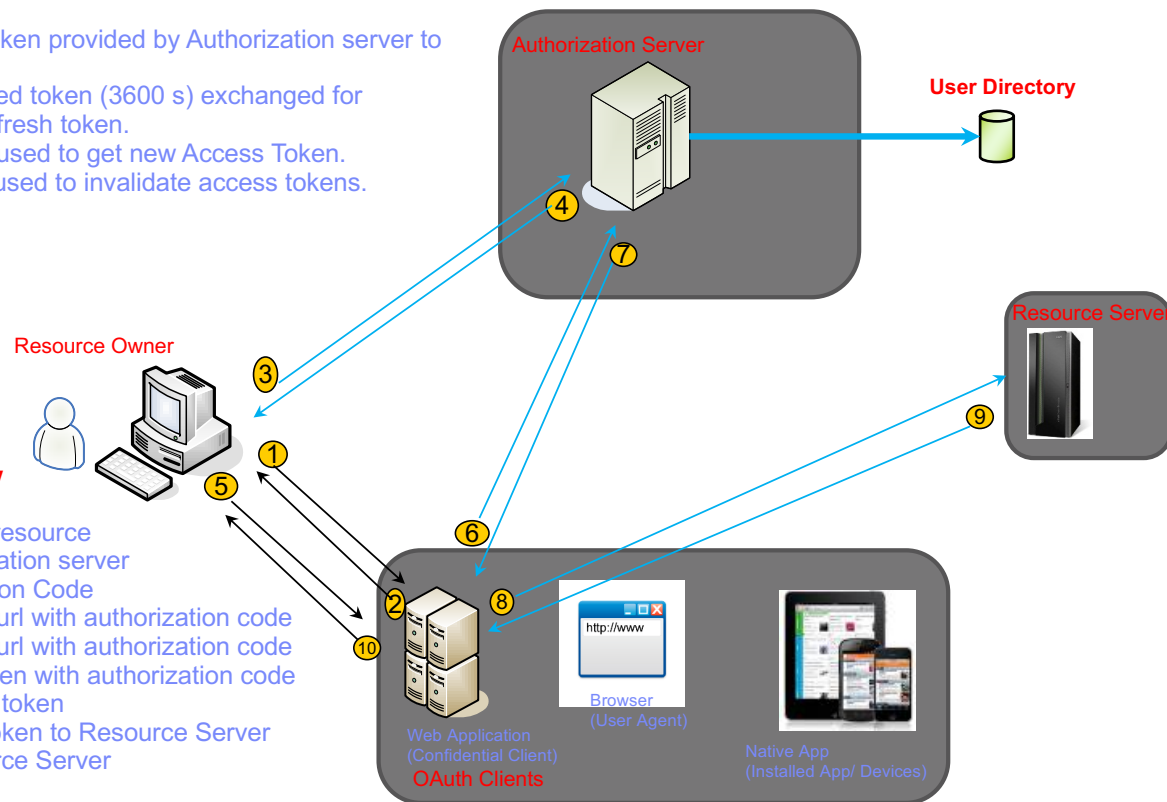 ken provided by Authorization server to
ed token (3600 s) exchanged for
fresh token.
used to get new Access Token.
used to invalidate access tokens.
Authorization Server
User Directory
4
7
Resource Server
Resource Owner
3
9
1
5
6
resource
ation server
on Code
url with authorization code
url with authorization code
en with authorization code
token
ken to Resource Server
rce Server
2
8
10
http://www
Browser
(User Agent)
Web Application
(Confidential Client)
OAuth Clients
Native App
(Installed App/ Devices)